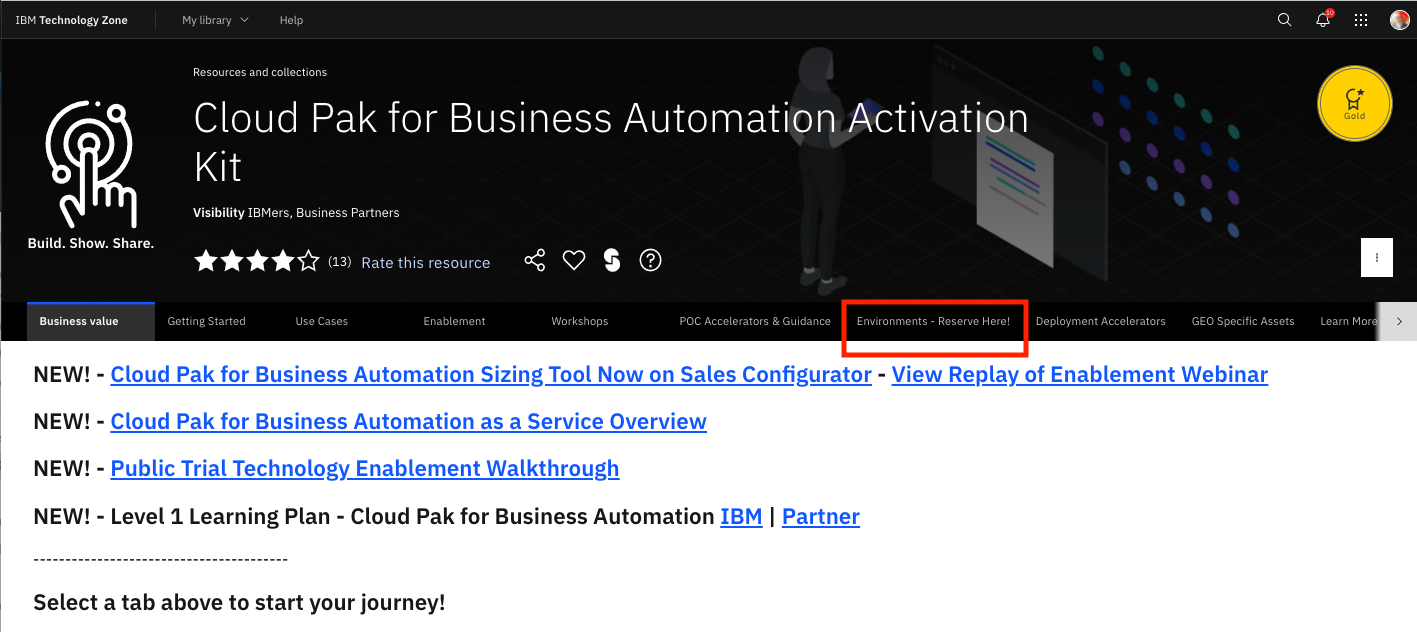 IBM Technology Zone
My library
Help
10
Resources and collections
Cloud Pak for Business Automation Activation
Kit
Gold
Visibility IBMers, Business Partners
Build. Show. Share.
(13) Rate this resource
Business value
Getting Started
Use Cases
Enablement
Workshops
POC Accelerators & Guidance
Environments - Reserve Here!
Deployment Accelerators
GEO Specific Assets
Learn More
NEW! - Cloud Pak for Business Automation Sizing Tool Now on Sales Configurator - View Replay of Enablement Webinar
NEW! - Cloud Pak for Business Automation as a Service Overview
NEW! - Public Trial Technology Enablement Walkthrough
NEW! - Level 1 Learning Plan - Cloud Pak for Business Automation IBM | Partner
----------------------------------------
Select a tab above to start your journey!